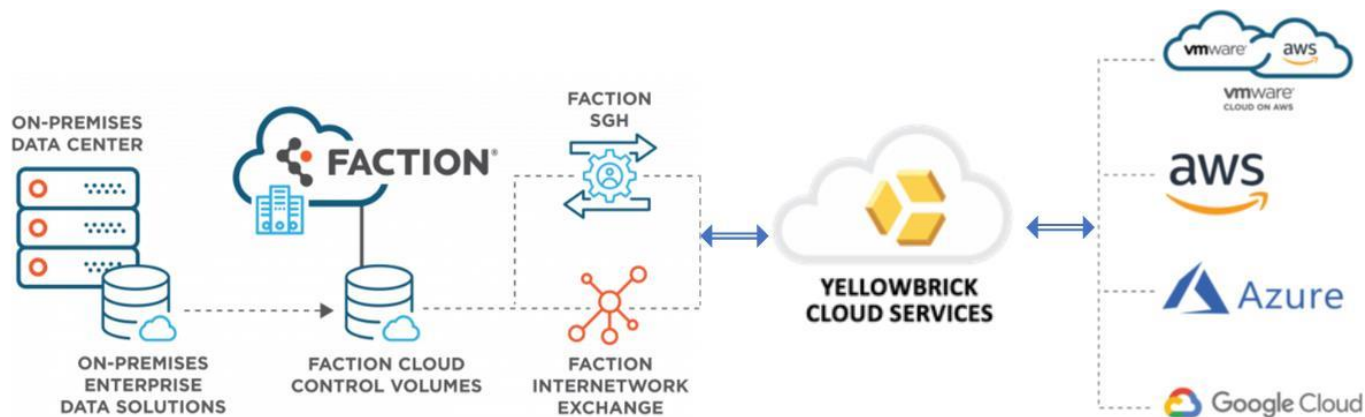 ON-PREMISES
DATA CENTER
ON-PREMISES
ENTERPRISE
DATA SOLUTIONS
FACTION®
FACTION CLOUD
CONTROL VOLUMES
FACTION
SGH
FACTION
INTERNETWORK
EXCHANGE
YELLOWBRICK
CLOUD SERVICES
vmware®
aws
vmware®
CLOUD ON AWS
aws
Azure
Google Cloud